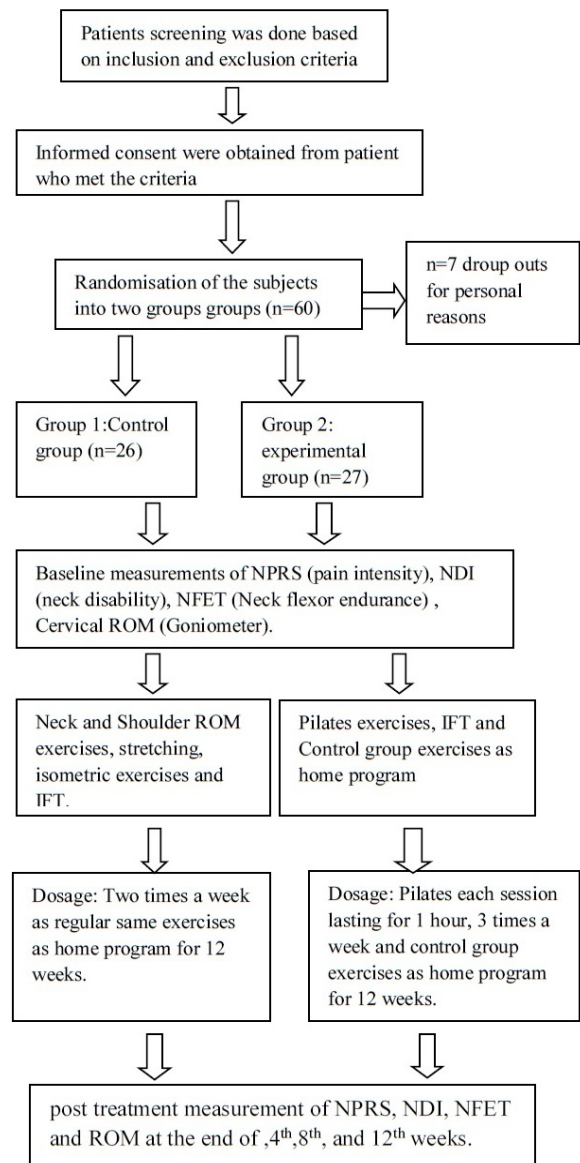 Patients screening was done based
on inclusion and exclusion criteria
Informed consent were obtained from patient
who met the criteria
Randomisation of the subjects
into two groups groups (n=60)
n=7 droup outs
for personal
reasons
Group 1:Control
group (n=26)
Group 2:
experimental
group (n=27)
Baseline measurements of NPRS (pain intensity), NDI
(neck disability), NFET (Neck flexor endurance) ,
Cervical ROM (Goniometer).
Neck and Shoulder ROM
exercises, stretching,
isometric exercises and
IFT.
Pilates exercises, IFT and
Control group exercises as
home program
Dosage: Two times a week
as regular same exercises
as home program for 12
weeks.
Dosage: Pilates each session
lasting for 1 hour, 3 times a
week and control group
exercises as home program
for 12 weeks.
post treatment measurement of NPRS, NDI, NFET
and ROM at the end of ,4th,8th, and 12th weeks.